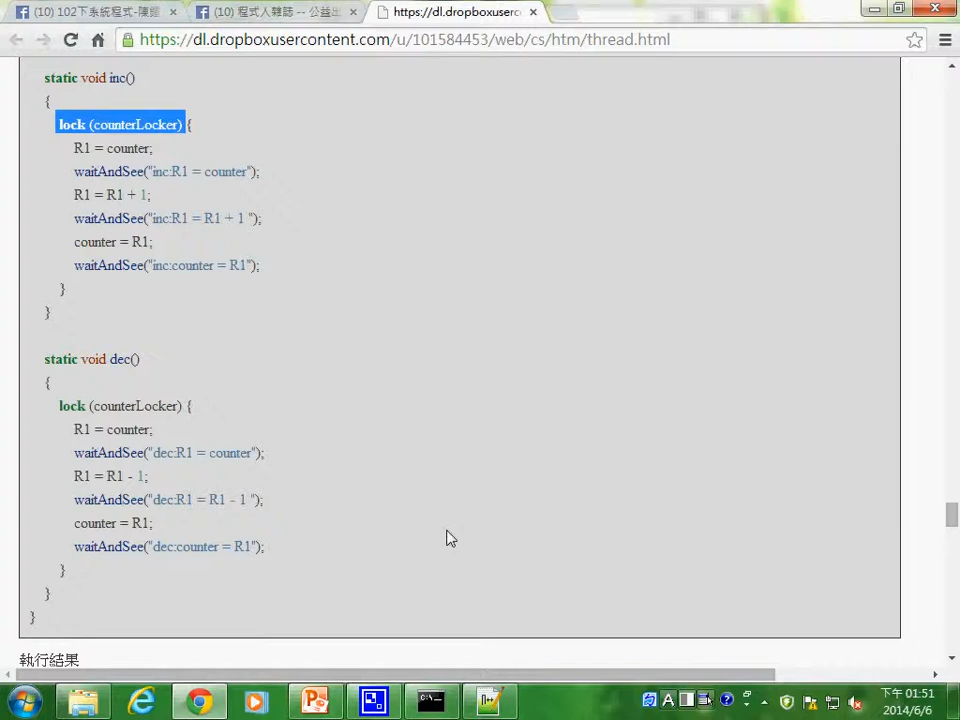 (10) 102下系統程式-陳鍾
(10) 程式人雜誌 -- 公益出
https://dl.dropboxusercon
https://dl.dropboxusercontent.com/u/101584453/web/cs/htm/thread.html
static void inc()
{
lock (counterLocker) {
R1 = counter;
waitAndSee("inc:R1 = counter");
R1 = R1 + 1;
waitAndSee("inc:R1 = R1 + 1 ");
counter = R1;
waitAndSee("inc:counter = R1");
}
}
static void dec()
{
lock (counterLocker) {
R1 = counter;
waitAndSee("dec:R1 = counter");
R1 = R1 - 1;
waitAndSee("dec:R1 = R1 - 1 ");
counter = R1;
waitAndSee("dec:counter = R1");
}
}
}
執行結果
下午 01:51
2014/6/6